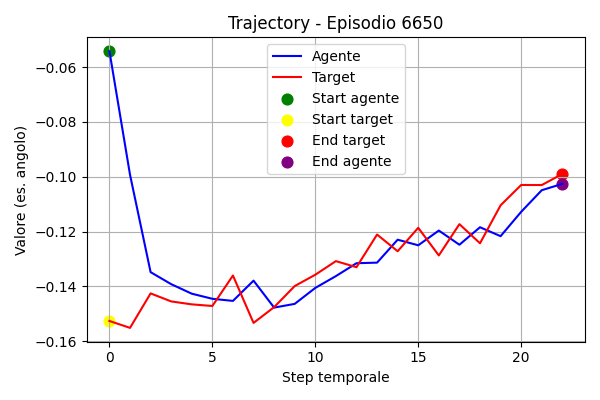 Trajectory - Episodio 6650
Agente
Target
Start agente
Start target
End target
End agente
Valore (es. angolo)
−0.06
−0.08
−0.10
−0.12
−0.14
−0.16
0
5
10
15
20
Step temporale